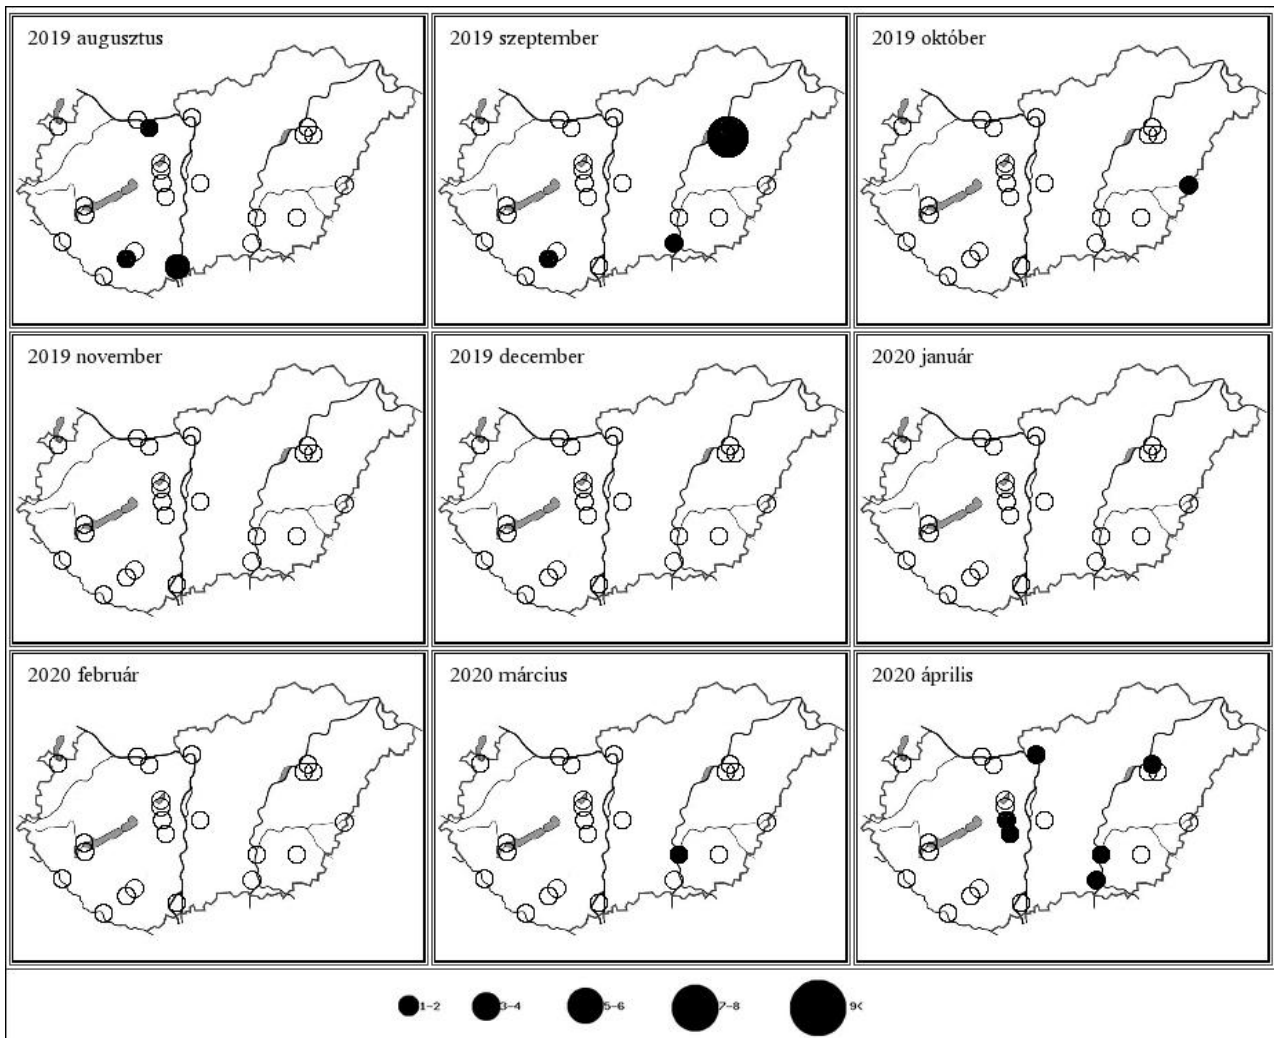 2019 augusztus
2019 szeptember
2019 október
2019 november
2019 december
2020 január
2020 február
2020 március
2020 április
1-2 3-4 5-6 7-8 9<